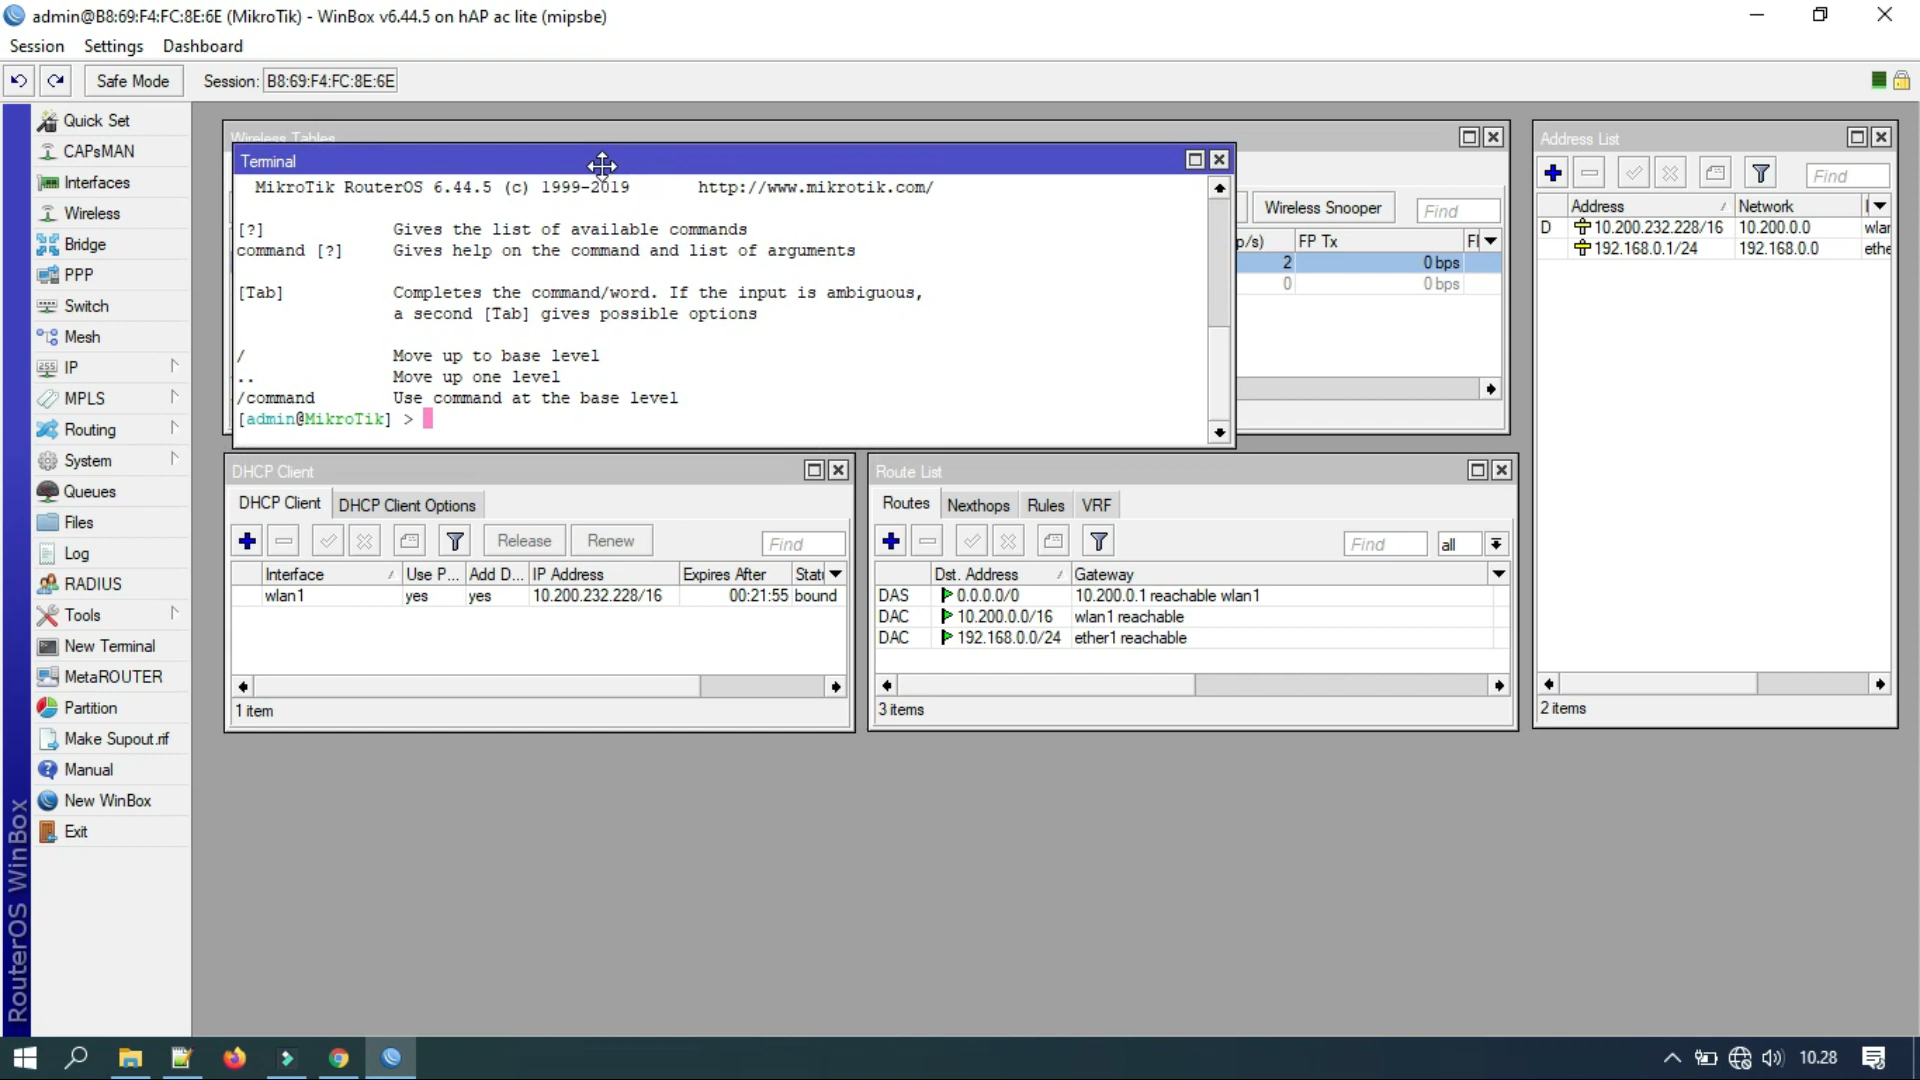 admin@B8:69:F4:FC:8E:6E (MikroTik) - WinBox v6.44.5 on hAP ac lite (mipsbe)
Session Settings Dashboard
Safe Mode Session: B8:69:F4:FC:8E:6E
Quick Set
CAPsMAN
Interfaces
Wireless
Bridge
PPP
Switch
Mesh
255 IP
MPLS
Routing
System
Queues
Files
Log
RADIUS
Tools
New Terminal
MetaROUTER
Partition
Make Supout.rif
Manual
New WinBox
Exit
RouterOS WinBox
Wireless Tables
Terminal
MikroTik RouterOS 6.44.5 (c) 1999-2019 http://www.mikrotik.com/
[?] Gives the list of available commands
command [?] Gives help on the command and list of arguments
[Tab] Completes the command/word. If the input is ambiguous,
a second [Tab] gives possible options
/ Move up to base level
.. Move up one level
/command Use command at the base level
[admin@MikroTik] >
Wireless Snooper Find
p/s) FP Tx
2 0 bps
0 0 bps
DHCP Client
DHCP Client DHCP Client Options
Release Renew Find
Interface / Use P... Add D... IP Address Expires After
wlan1 yes yes 10.200.232.228/16 00:21:55 bound
1 item
Route List
Routes Nexthops Rules VRF
Find all
Dst. Address / Gateway
DAS 0.0.0.0/0 10.200.0.1 reachable wlan1
DAC 10.200.0.0/16 wlan1 reachable
DAC 192.168.0.0/24 ether1 reachable
3 items
Address List
Find
Address / Network
D 10.200.232.228/16 10.200.0.0 wlar
192.168.0.1/24 192.168.0.0 ethe
2 items
10.28